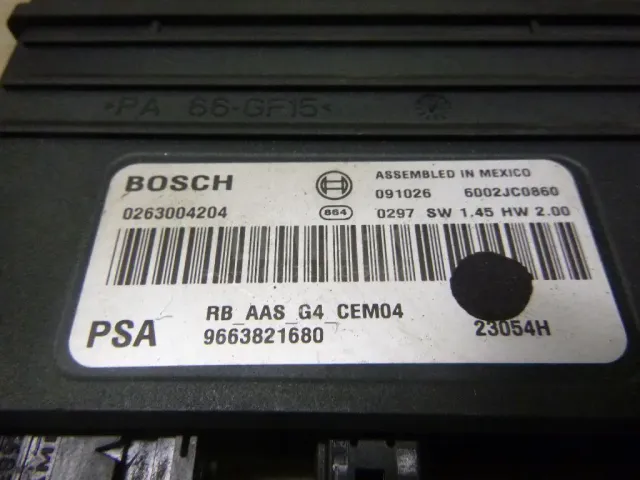 >PA 66-GF15<
BOSCH
ASSEMBLED IN MEXICO
091026 6002JC0860
0263004204
864 0297 SW 1.45 HW 2.00
RB_AAS_G4_CEM04
PSA 9663821680 23054H